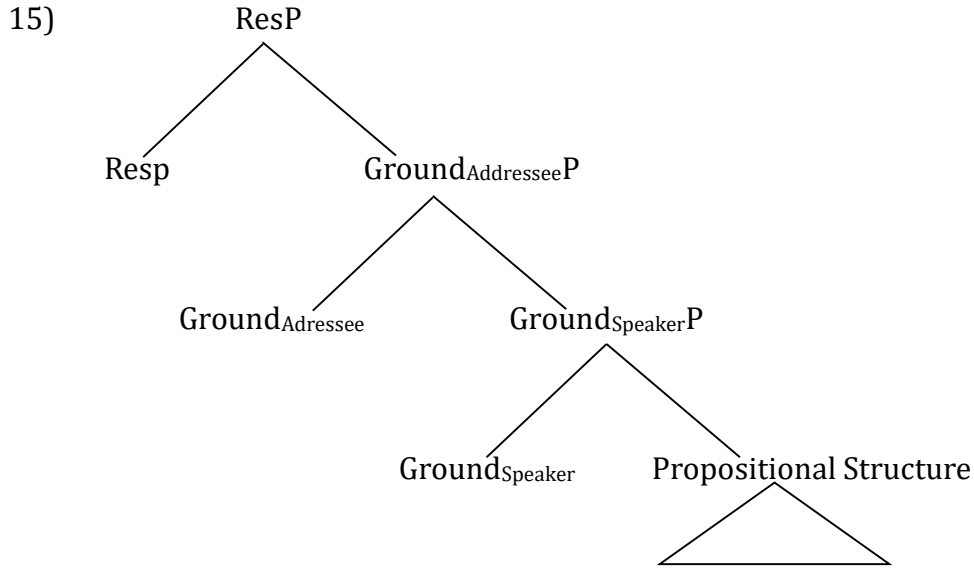 15) ResP
Resp GroundAddresseeP
GroundAdressee GroundSpeakerP
GroundSpeaker Propositional Structure